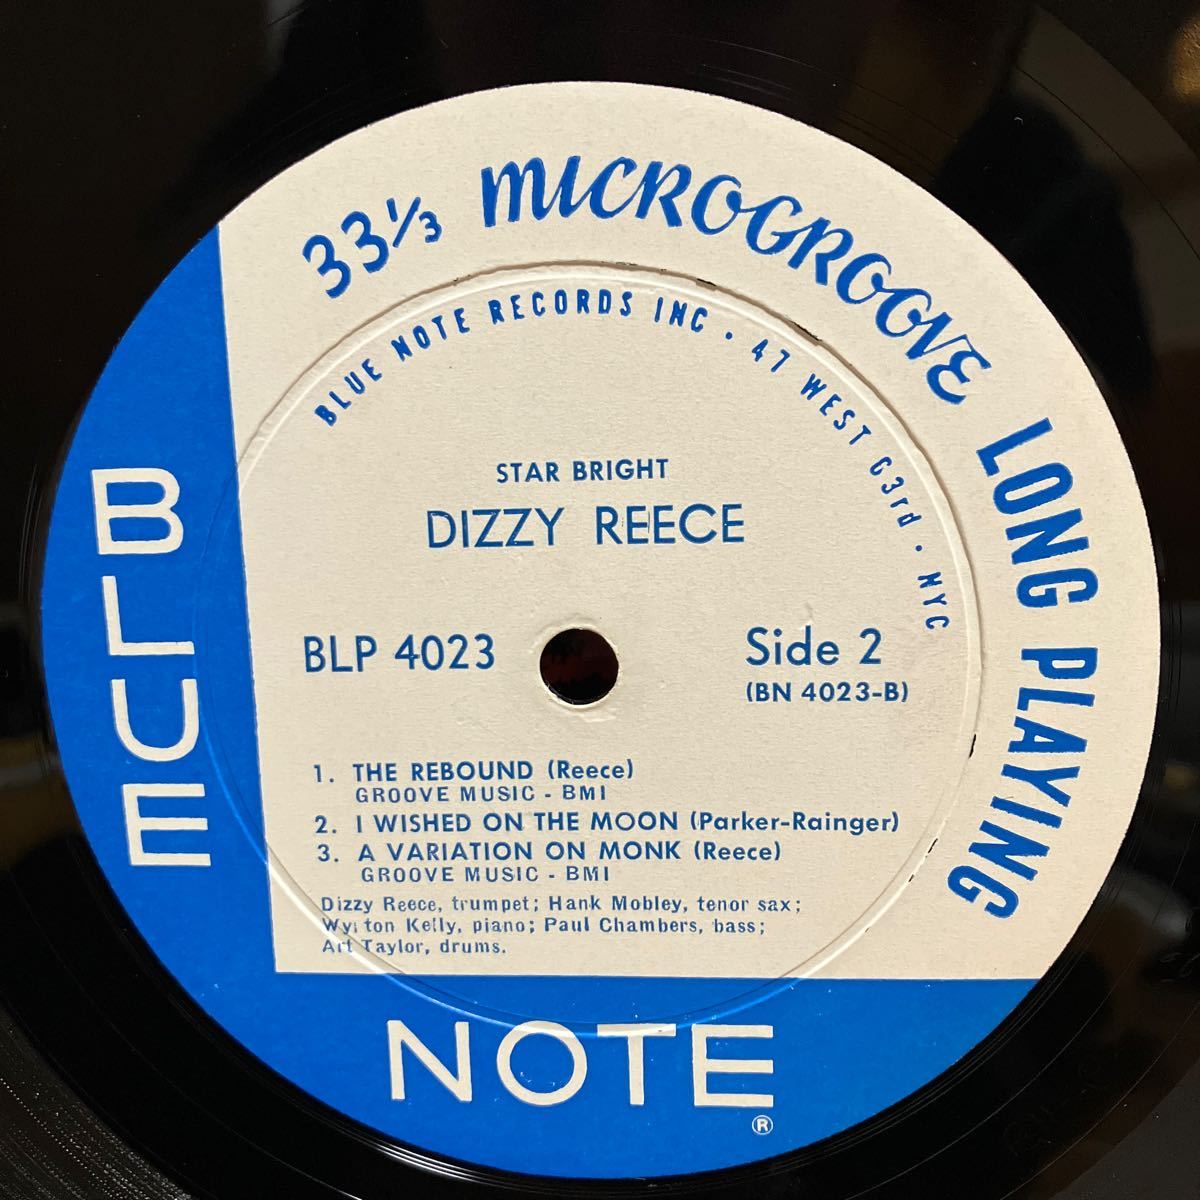 33⅓ MICROGROOVE LONG PLAYING
BLUE NOTE RECORDS INC · 47 WEST 63rd · NYC
STAR BRIGHT
DIZZY REECE
BLP 4023
Side 2
(BN 4023-B)
1. THE REBOUND (Reece)
GROOVE MUSIC - BMI
2. I WISHED ON THE MOON (Parker-Rainger)
3. A VARIATION ON MONK (Reece)
GROOVE MUSIC - BMI
Dizzy Reece, trumpet; Hank Mobley, tenor sax;
Wynton Kelly, piano; Paul Chambers, bass;
Art Taylor, drums.
BLUE
NOTE
®